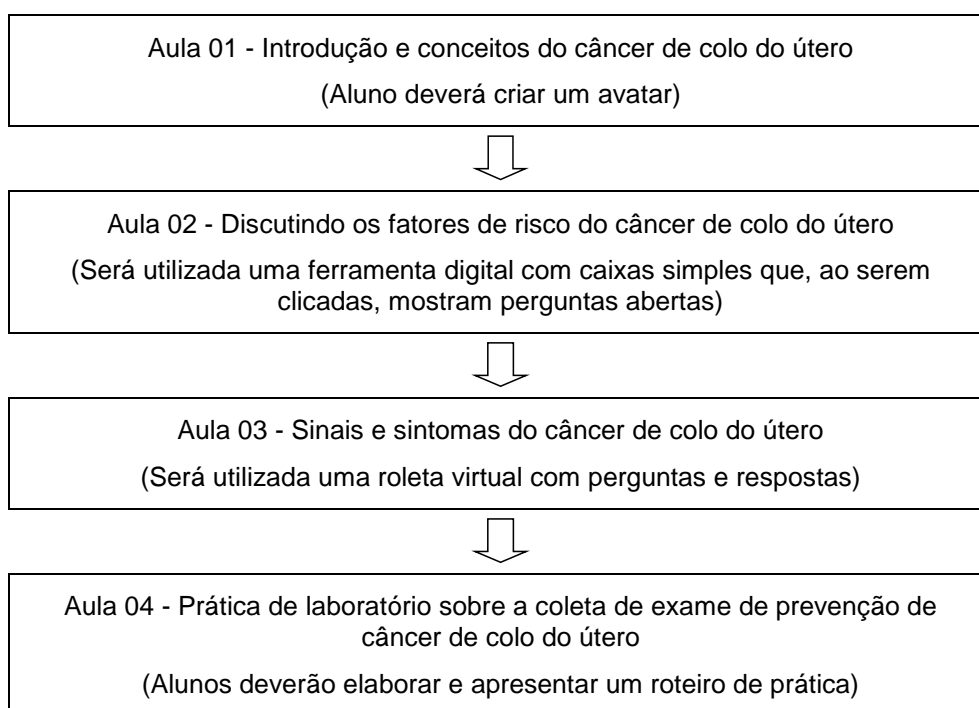 Aula 01 - Introdução e conceitos do câncer de colo do útero
(Aluno deverá criar um avatar)
Aula 02 - Discutindo os fatores de risco do câncer de colo do útero
(Será utilizada uma ferramenta digital com caixas simples que, ao serem
clicadas, mostram perguntas abertas)
Aula 03 - Sinais e sintomas do câncer de colo do útero
(Será utilizada uma roleta virtual com perguntas e respostas)
Aula 04 - Prática de laboratório sobre a coleta de exame de prevenção de
câncer de colo do útero
(Alunos deverão elaborar e apresentar um roteiro de prática)